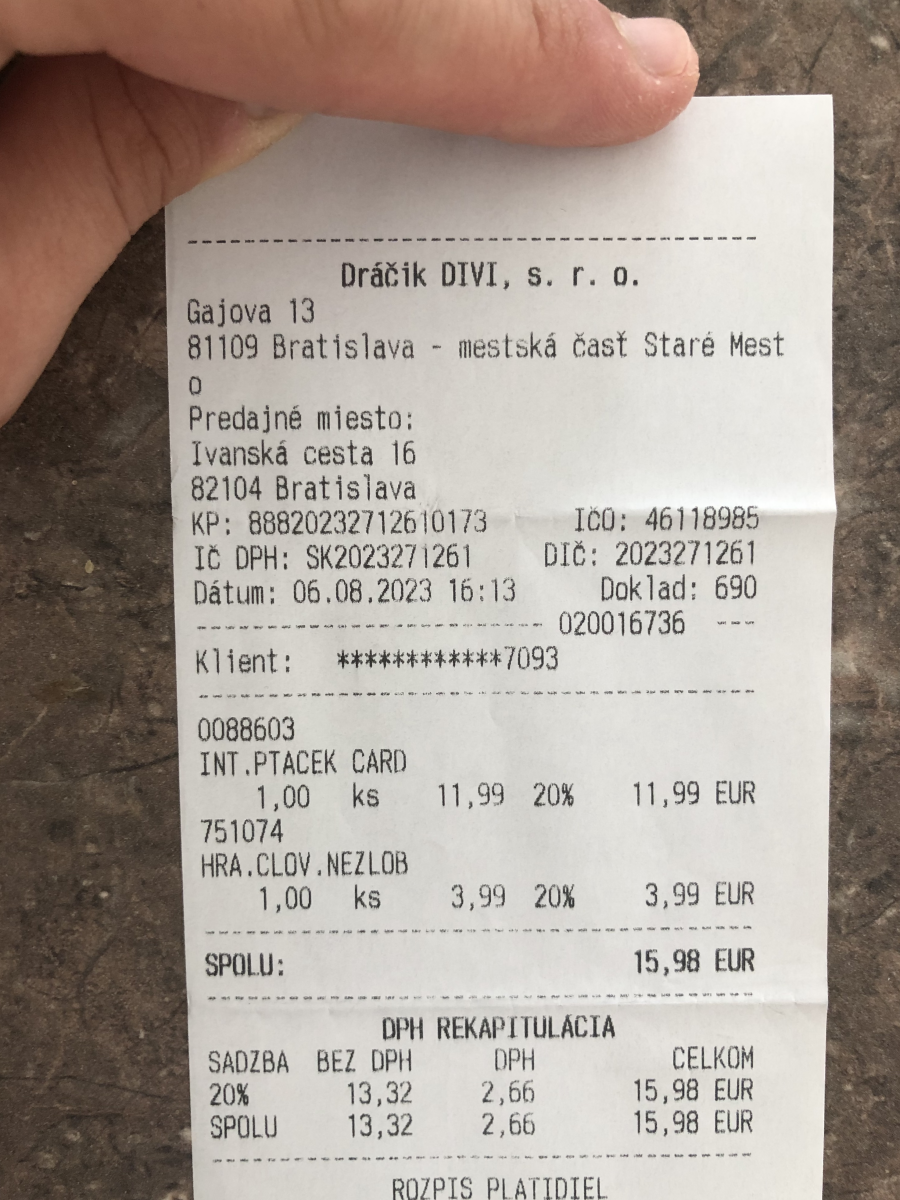 Dráčik DIVI, s. r. o.
Gajova 13
81109 Bratislava - mestská časť Staré Mest
o
Predajné miesto:
Ivanská cesta 16
82104 Bratislava
KP: 88820232712610173 IČO: 46118985
IČ DPH: SK2023271261 DIČ: 2023271261
Dátum: 06.08.2023 16:13 Doklad: 690
------------------------- 020016736 ---
Klient: ************7093
0088603
INT.PTACEK CARD
1,00 ks 11,99 20% 11,99 EUR
751074
HRA.CLOV.NEZLOB
1,00 ks 3,99 20% 3,99 EUR
SPOLU: 15,98 EUR
DPH REKAPITULÁCIA
SADZBA BEZ DPH DPH CELKOM
20% 13,32 2,66 15,98 EUR
SPOLU 13,32 2,66 15,98 EUR
ROZPIS PLATIDIEL